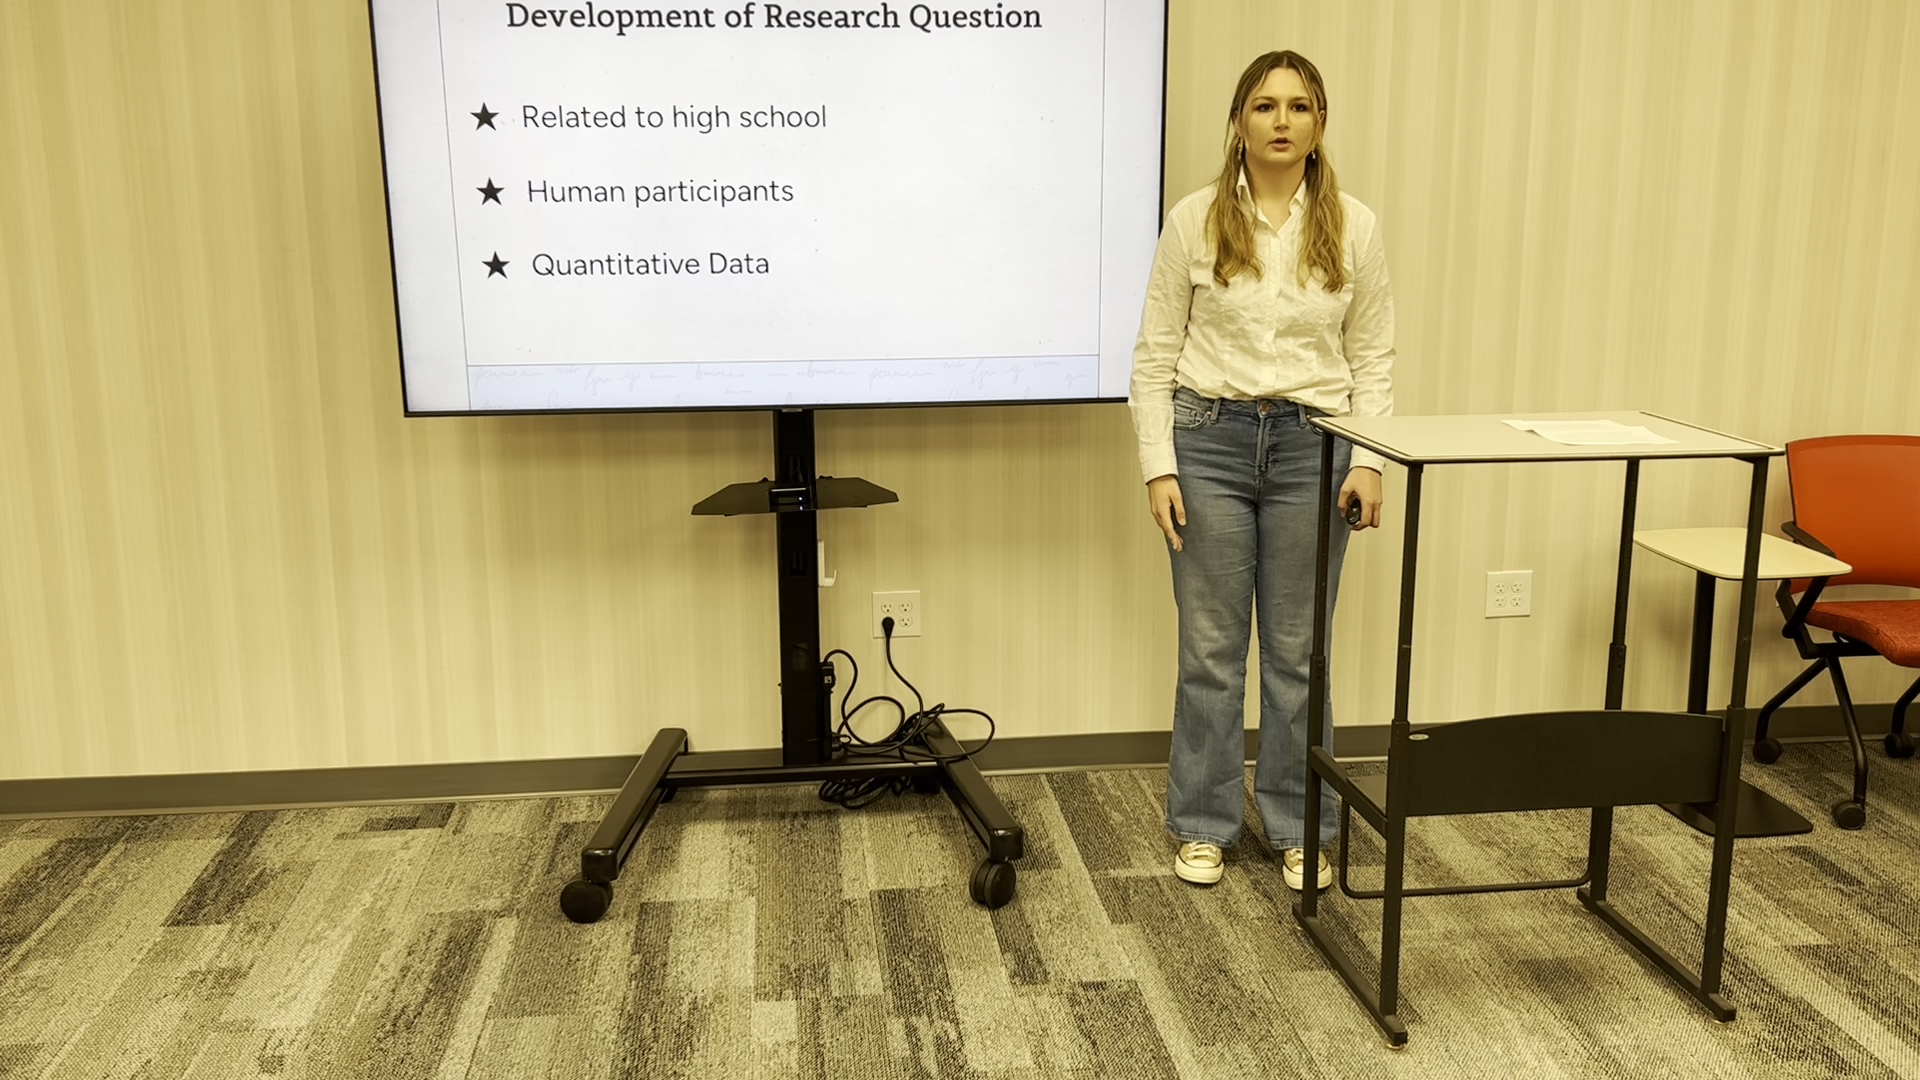 Development of Research Question
★ Related to high school
★ Human participants
★ Quantitative Data